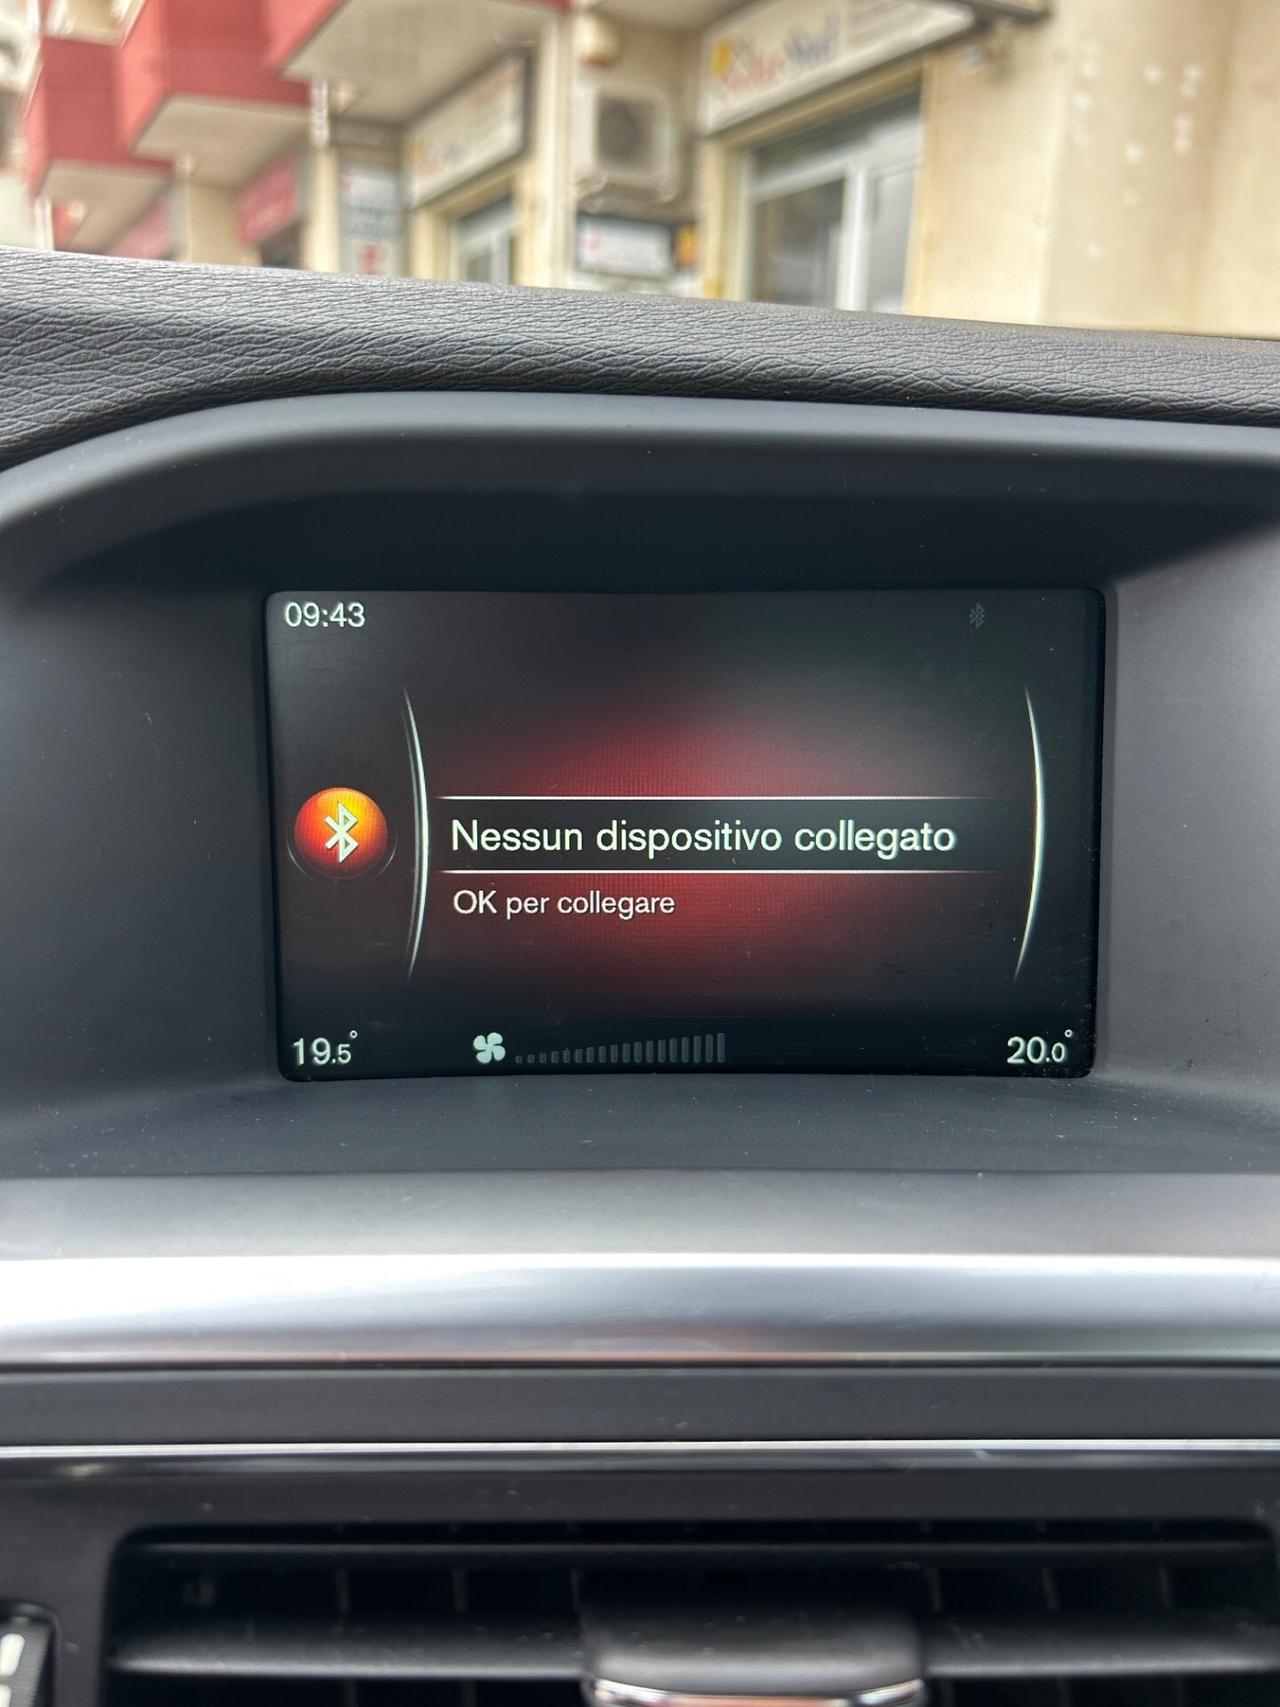 09:43
Nessun dispositivo collegato
OK per collegare
19.5°
20.0°